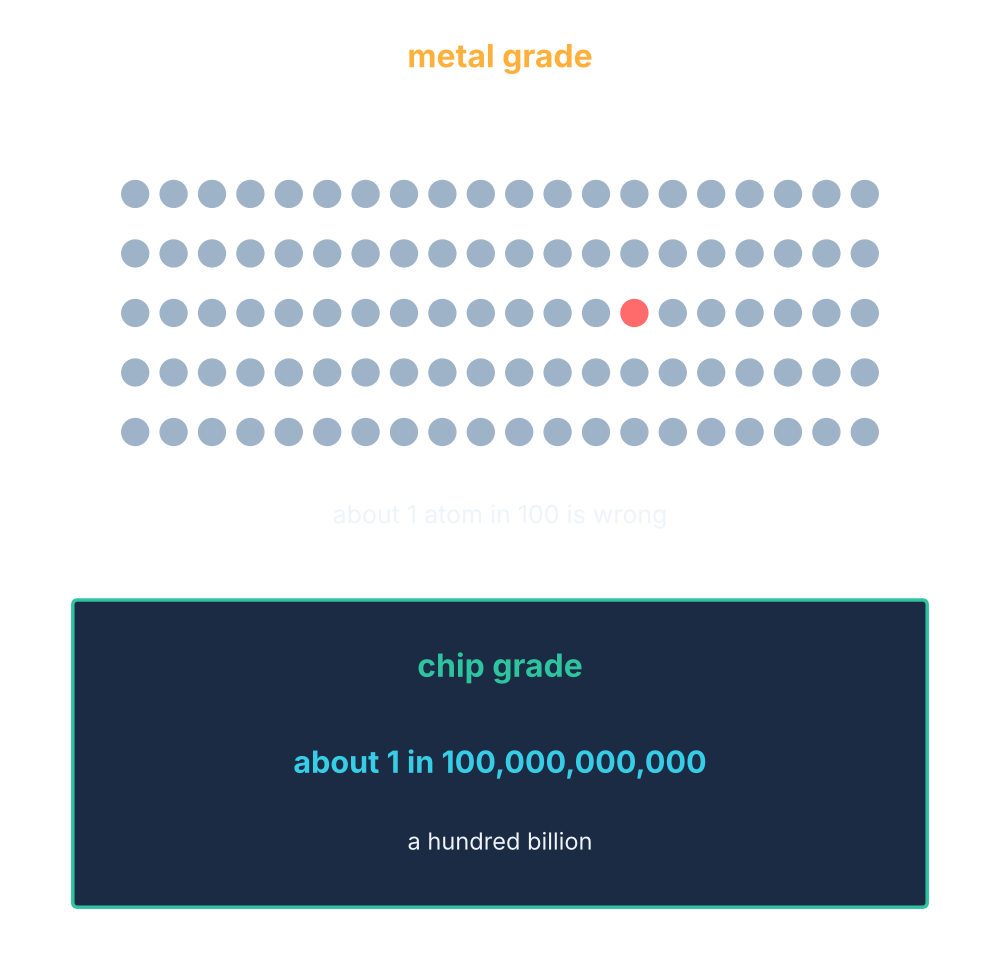 metal grade
about 1 atom in 100 is wrong
chip grade
about 1 in 100,000,000,000
a hundred billion